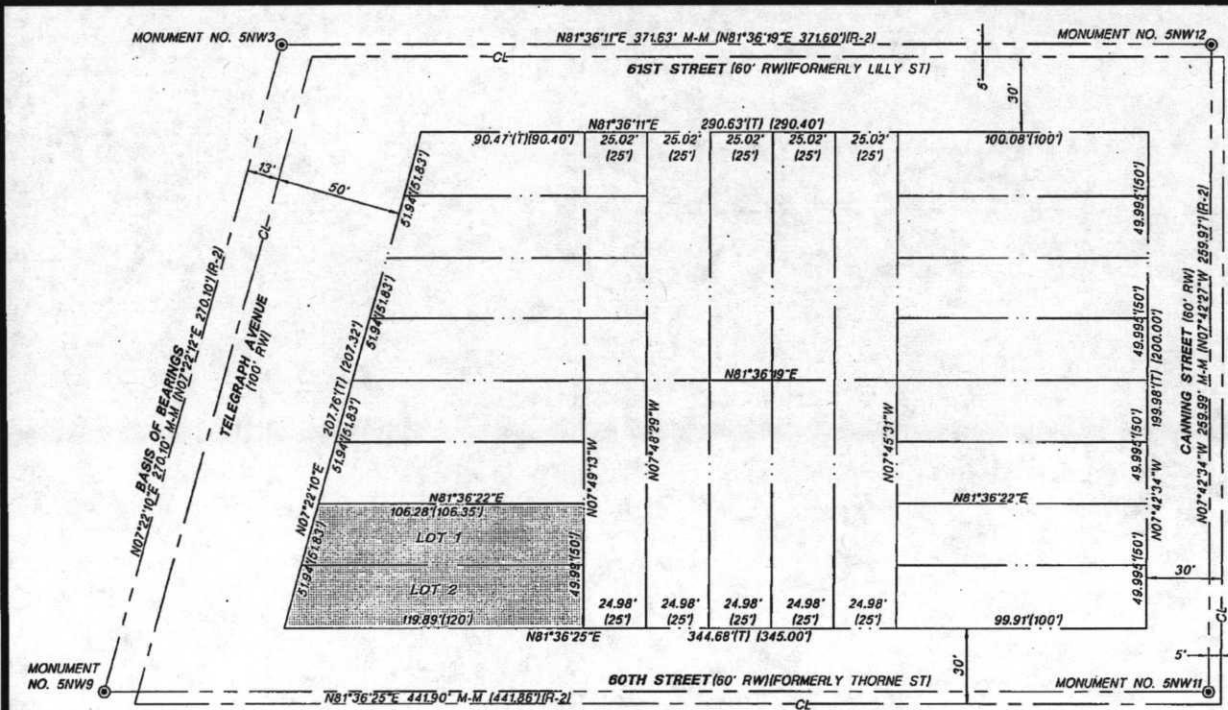 MONUMENT NO. 5NW3
N81°36'11"E 371.53' M-M (N81°36'19"E 371.60')(R-2)
MONUMENT NO. 5NW12
CL
61ST STREET (60' RW)(FORMERLY LILLY ST)
5'
30'
N81°36'11"E 290.63'(T) (290.40')
90.47'(T)(90.40')
25.02' 25.02' 25.02' 25.02' 25.02'
(25') (25') (25') (25') (25')
100.08'(100')
13'
50'
CL
51.94'(51.83')
51.94'(51.83')
51.94'(51.83')
51.94'(51.83')
207.76'(T) (207.32')
N07°22'10"E
BASIS OF BEARINGS
N07°22'10"E 270.10' M-M (N07°22'12"E 270.10')(R-2)
TELEGRAPH AVENUE
(100' RW)
N81°36'19"E
N07°49'13"W
N07°48'29"W
N07°45'31"W
49.995'(50')
49.995'(50')
49.995'(50')
49.995'(50')
199.98'(T) (200.00')
N07°42'34"W
CANNING STREET (60' RW)
N07°42'34"W 259.99' M-M (N07°42'27"W 259.97')(R-2)
N81°36'22"E
106.28'(106.35')
LOT 1
N81°36'22"E
LOT 2
49.99'(50')
119.89'(120')
24.98' 24.98' 24.98' 24.98' 24.98'
(25') (25') (25') (25') (25')
99.91'(100')
30'
CL
N81°36'25"E 344.68'(T) (345.00')
30'
5'
MONUMENT
NO. 5NW9
60TH STREET (60' RW)(FORMERLY THORNE ST)
MONUMENT NO. 5NW11
N81°36'25"E 441.90' M-M (441.86')(R-2)
CL